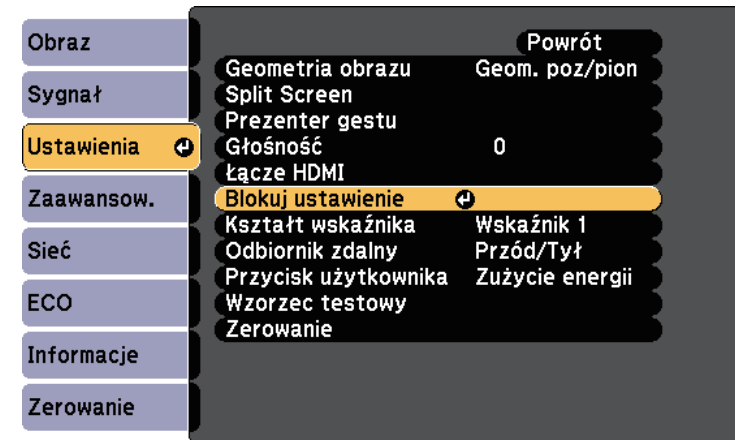 Obraz
Sygnał
Ustawienia
Zaawansow.
Sieć
ECO
Informacje
Zerowanie
Powrót
Geometria obrazu Geom. poz/pion
Split Screen
Prezenter gestu
Głośność 0
Łącze HDMI
Blokuj ustawienie
Kształt wskaźnika Wskaźnik 1
Odbiornik zdalny Przód/Tył
Przycisk użytkownika Zużycie energii
Wzorzec testowy
Zerowanie